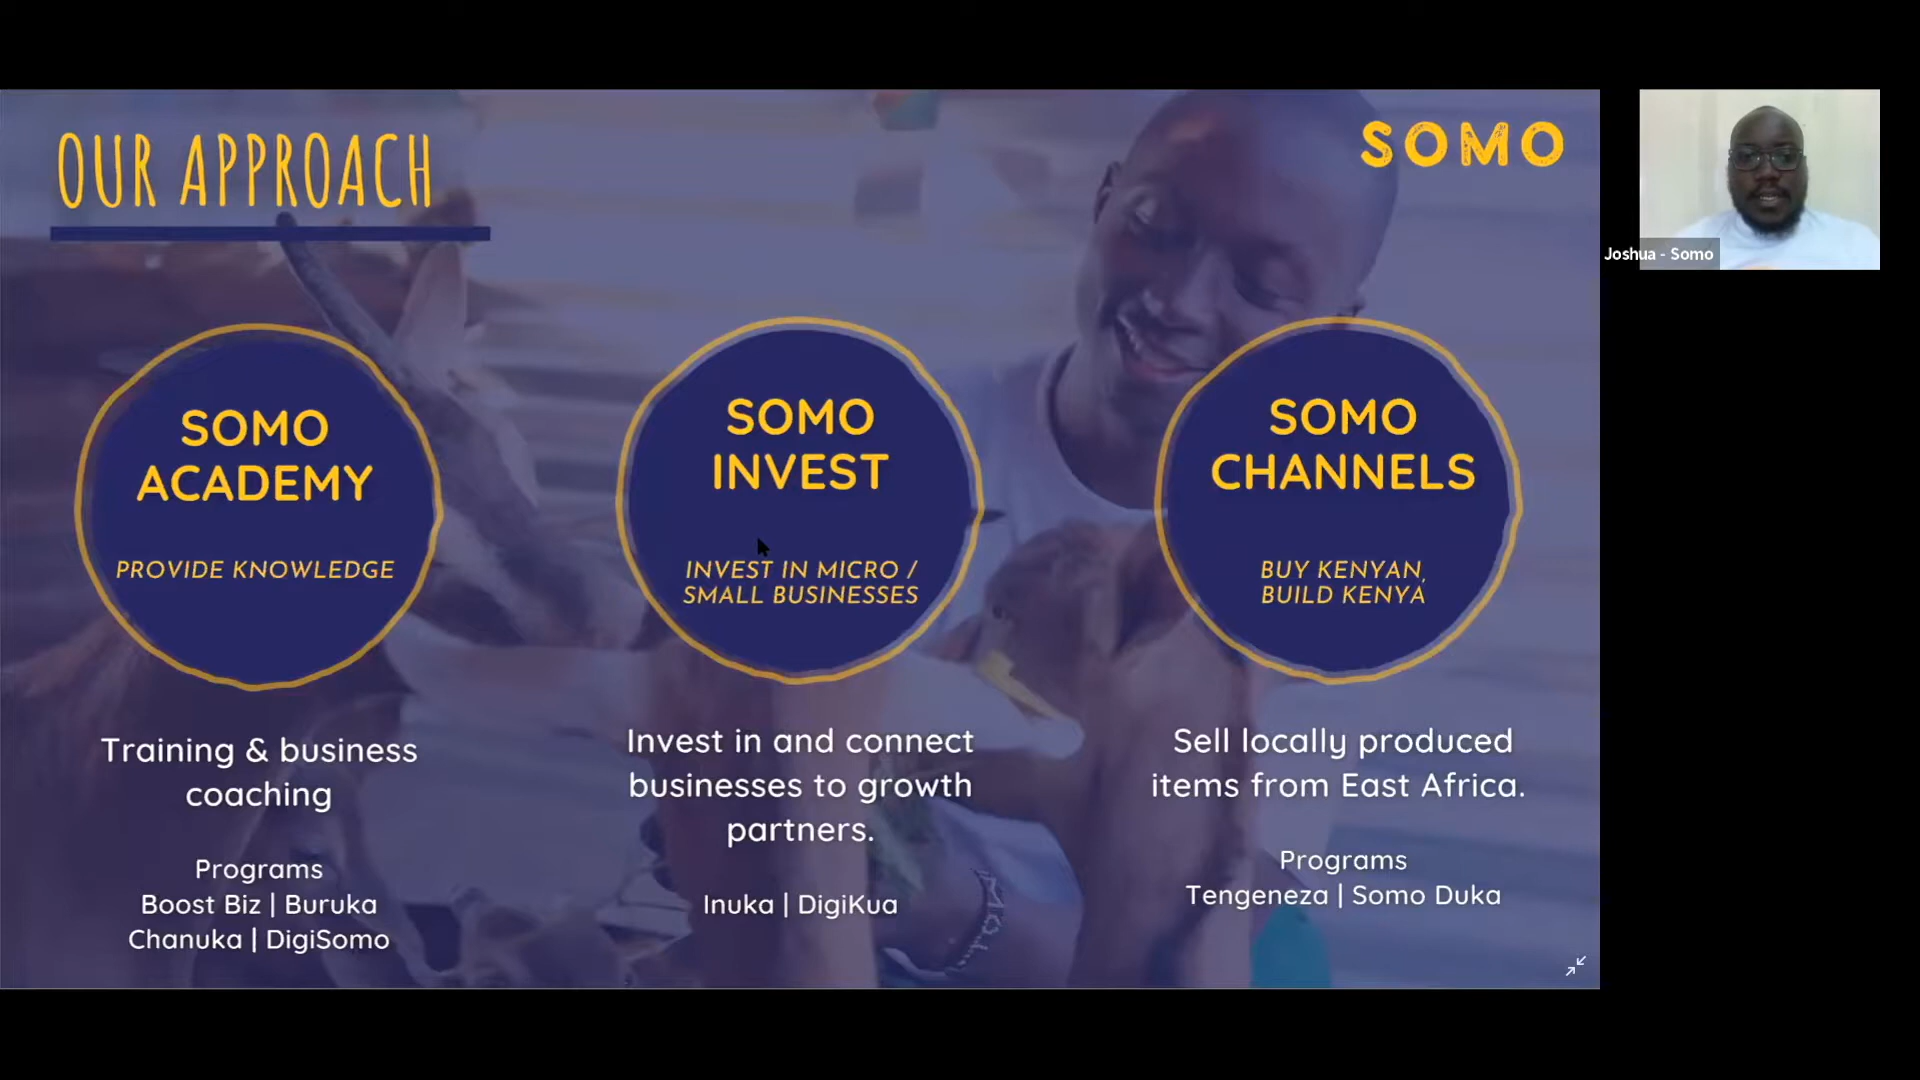 OUR APPROACH
SOMO
Joshua - Somo
SOMO
ACADEMY
PROVIDE KNOWLEDGE
Training & business
coaching
Programs
Boost Biz | Buruka
Chanuka | DigiSomo
SOMO
INVEST
INVEST IN MICRO /
SMALL BUSINESSES
Invest in and connect
businesses to growth
partners.
Inuka | DigiKua
SOMO
CHANNELS
BUY KENYAN,
BUILD KENYA
Sell locally produced
items from East Africa.
Programs
Tengeneza | Somo Duka